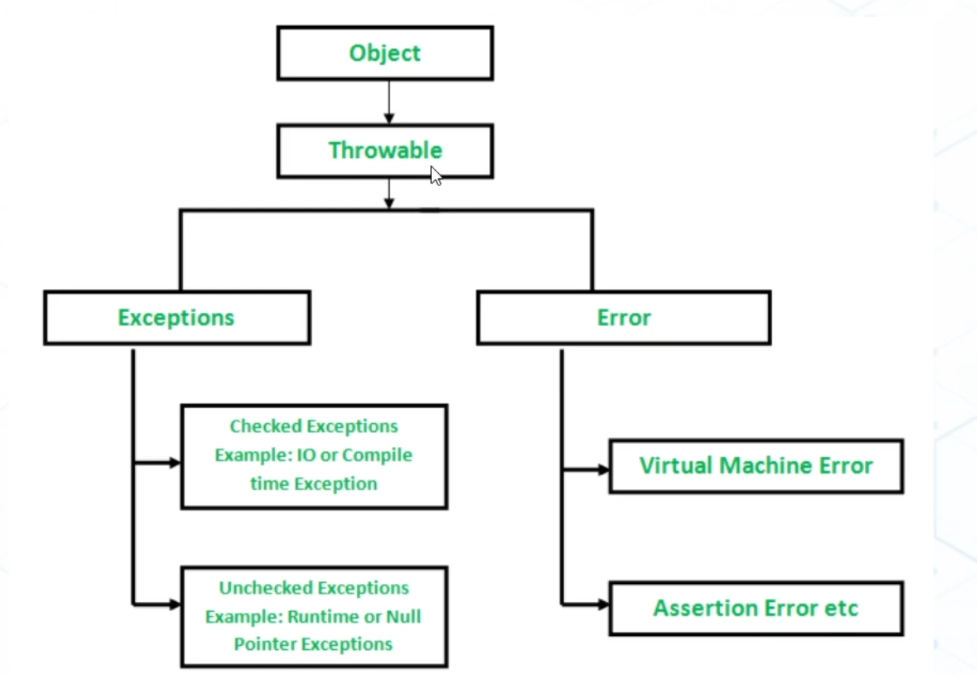 Object
Throwable
Exceptions
Error
Checked Exceptions
Example: IO or Compile
time Exception
Virtual Machine Error
Unchecked Exceptions
Example: Runtime or Null
Pointer Exceptions
Assertion Error etc